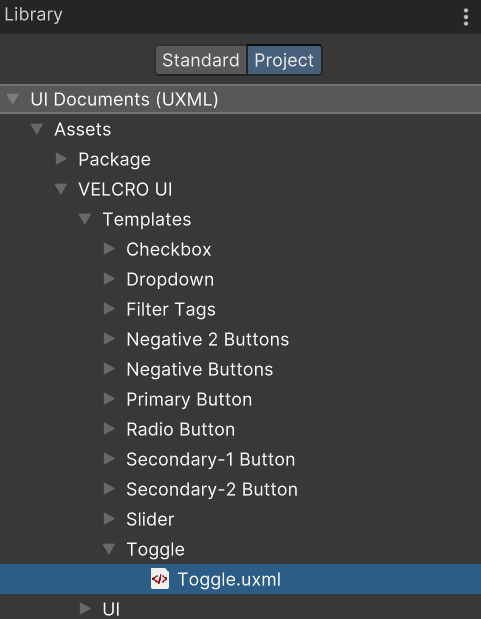 Library
Standard Project
UI Documents (UXML)
Assets
Package
VELCRO UI
Templates
Checkbox
Dropdown
Filter Tags
Negative 2 Buttons
Negative Buttons
Primary Button
Radio Button
Secondary-1 Button
Secondary-2 Button
Slider
Toggle
Toggle.uxml
UI